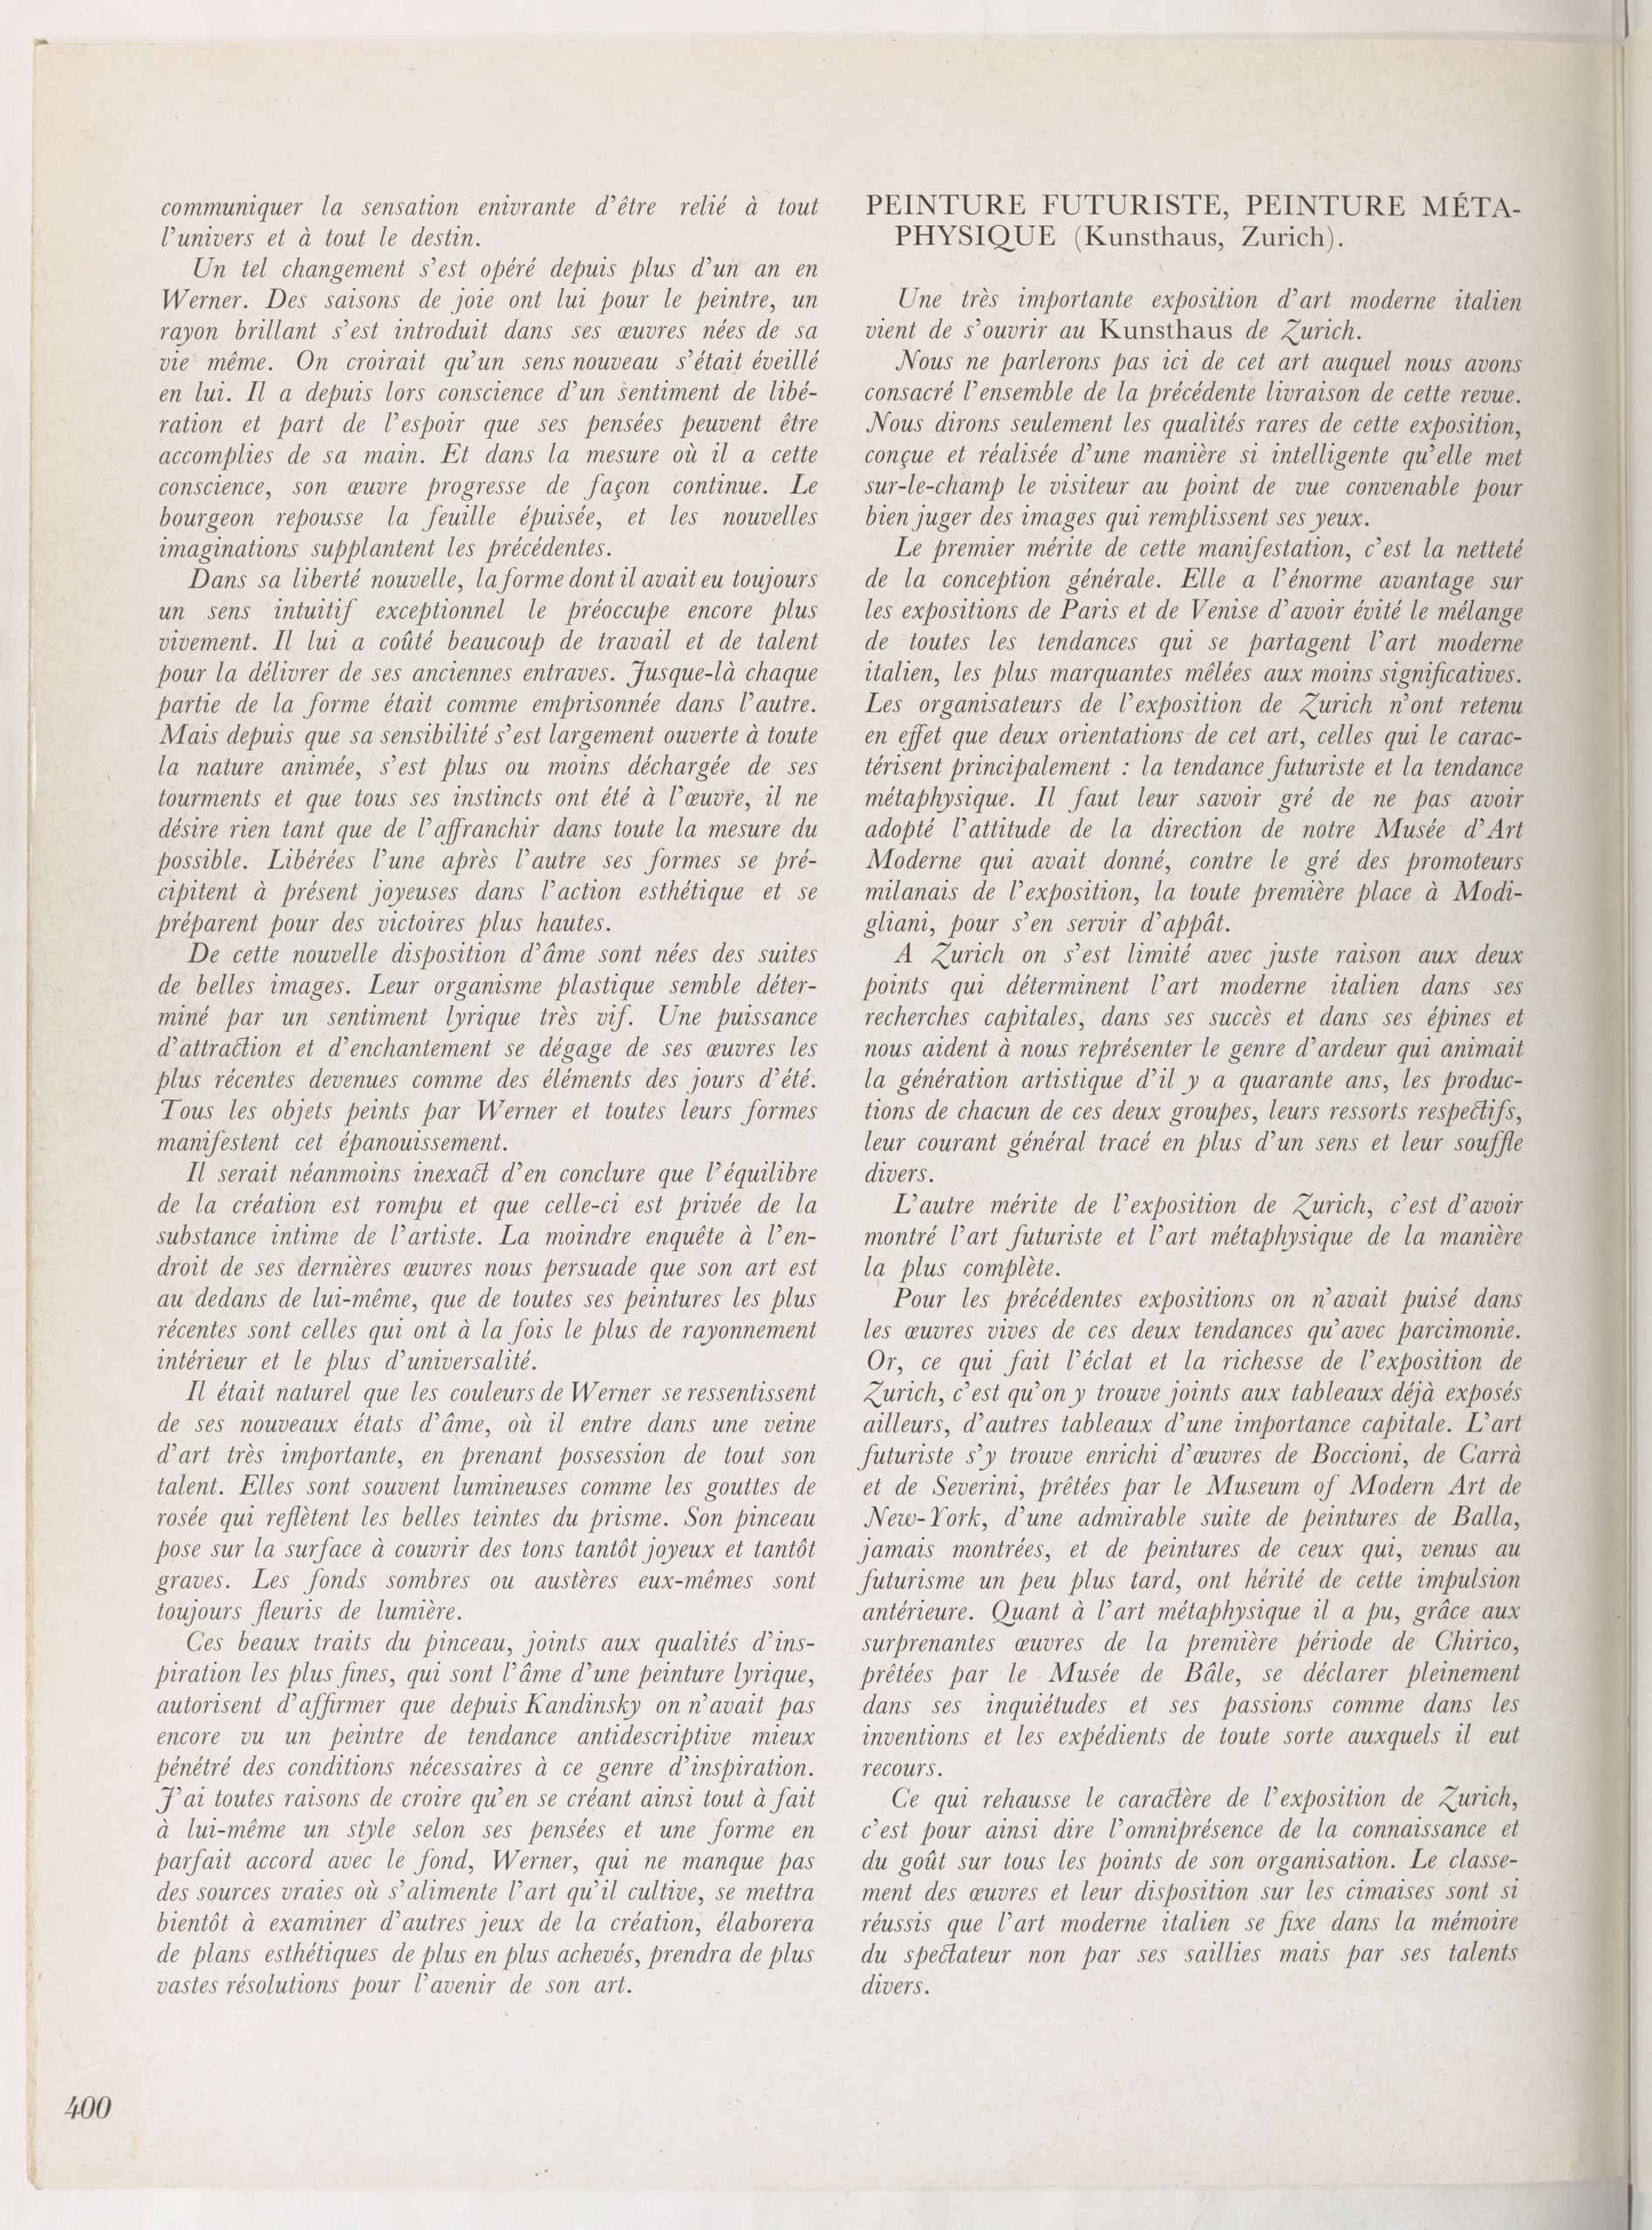 communiquer la sensation enivrante d'être relié à tout
l'univers et à tout le destin.
Un tel changement s'est opéré depuis plus d'un an en
Werner. Des saisons de joie ont lui pour le peintre, un
rayon brillant s'est introduit dans ses œuvres nées de sa
vie même. On croirait qu'un sens nouveau s'était éveillé
en lui. Il a depuis lors conscience d'un sentiment de libé-
ration et part de l'espoir que ses pensées peuvent être
accomplies de sa main. Et dans la mesure où il a cette
conscience, son œuvre progresse de façon continue. Le
bourgeon repousse la feuille épuisée, et les nouvelles
imaginations supplantent les précédentes.
Dans sa liberté nouvelle, la forme dont il avait eu toujours
un sens intuitif exceptionnel le préoccupe encore plus
vivement. Il lui a coûté beaucoup de travail et de talent
pour la délivrer de ses anciennes entraves. Jusque-là chaque
partie de la forme était comme emprisonnée dans l'autre.
Mais depuis que sa sensibilité s'est largement ouverte à toute
la nature animée, s'est plus ou moins déchargée de ses
tourments et que tous ses instincts ont été à l'œuvre, il ne
désire rien tant que de l'affranchir dans toute la mesure du
possible. Libérées l'une après l'autre ses formes se pré-
cipitent à présent joyeuses dans l'action esthétique et se
préparent pour des victoires plus hautes.
De cette nouvelle disposition d'âme sont nées des suites
de belles images. Leur organisme plastique semble déter-
miné par un sentiment lyrique très vif. Une puissance
d'attraction et d'enchantement se dégage de ses œuvres les
plus récentes devenues comme des éléments des jours d'été.
Tous les objets peints par Werner et toutes leurs formes
manifestent cet épanouissement.
Il serait néanmoins inexact d'en conclure que l'équilibre
de la création est rompu et que celle-ci est privée de la
substance intime de l'artiste. La moindre enquête à l'en-
droit de ses dernières œuvres nous persuade que son art est
au dedans de lui-même, que de toutes ses peintures les plus
récentes sont celles qui ont à la fois le plus de rayonnement
intérieur et le plus d'universalité.
Il était naturel que les couleurs de Werner se ressentissent
de ses nouveaux états d'âme, où il entre dans une veine
d'art très importante, en prenant possession de tout son
talent. Elles sont souvent lumineuses comme les gouttes de
rosée qui reflètent les belles teintes du prisme. Son pinceau
pose sur la surface à couvrir des tons tantôt joyeux et tantôt
graves. Les fonds sombres ou austères eux-mêmes sont
toujours fleuris de lumière.
Ces beaux traits du pinceau, joints aux qualités d'ins-
piration les plus fines, qui sont l'âme d'une peinture lyrique,
autorisent d'affirmer que depuis Kandinsky on n'avait pas
encore vu un peintre de tendance antidescriptive mieux
pénétré des conditions nécessaires à ce genre d'inspiration.
J'ai toutes raisons de croire qu'en se créant ainsi tout à fait
à lui-même un style selon ses pensées et une forme en
parfait accord avec le fond, Werner, qui ne manque pas
des sources vraies où s'alimente l'art qu'il cultive, se mettra
bientôt à examiner d'autres jeux de la création, élaborera
de plans esthétiques de plus en plus achevés, prendra de plus
vastes résolutions pour l'avenir de son art.
PEINTURE FUTURISTE, PEINTURE MÉTA-
PHYSIQUE (Kunsthaus, Zurich).
Une très importante exposition d'art moderne italien
vient de s'ouvrir au Kunsthaus de Zurich.
Nous ne parlerons pas ici de cet art auquel nous avons
consacré l'ensemble de la précédente livraison de cette revue.
Nous dirons seulement les qualités rares de cette exposition,
conçue et réalisée d'une manière si intelligente qu'elle met
sur-le-champ le visiteur au point de vue convenable pour
bien juger des images qui remplissent ses yeux.
Le premier mérite de cette manifestation, c'est la netteté
de la conception générale. Elle a l'énorme avantage sur
les expositions de Paris et de Venise d'avoir évité le mélange
de toutes les tendances qui se partagent l'art moderne
italien, les plus marquantes mêlées aux moins significatives.
Les organisateurs de l'exposition de Zurich n'ont retenu
en effet que deux orientations de cet art, celles qui le carac-
térisent principalement : la tendance futuriste et la tendance
métaphysique. Il faut leur savoir gré de ne pas avoir
adopté l'attitude de la direction de notre Musée d'Art
Moderne qui avait donné, contre le gré des promoteurs
milanais de l'exposition, la toute première place à Modi-
gliani, pour s'en servir d'appât.
A Zurich on s'est limité avec juste raison aux deux
points qui déterminent l'art moderne italien dans ses
recherches capitales, dans ses succès et dans ses épines et
nous aident à nous représenter le genre d'ardeur qui animait
la génération artistique d'il y a quarante ans, les produc-
tions de chacun de ces deux groupes, leurs ressorts respectifs,
leur courant général tracé en plus d'un sens et leur souffle
divers.
L'autre mérite de l'exposition de Zurich, c'est d'avoir
montré l'art futuriste et l'art métaphysique de la manière
la plus complète.
Pour les précédentes expositions on n'avait puisé dans
les œuvres vives de ces deux tendances qu'avec parcimonie.
Or, ce qui fait l'éclat et la richesse de l'exposition de
Zurich, c'est qu'on y trouve joints aux tableaux déjà exposés
ailleurs, d'autres tableaux d'une importance capitale. L'art
futuriste s'y trouve enrichi d'œuvres de Boccioni, de Carrà
et de Severini, prêtées par le Museum of Modern Art de
New-York, d'une admirable suite de peintures de Balla,
jamais montrées, et de peintures de ceux qui, venus au
futurisme un peu plus tard, ont hérité de cette impulsion
antérieure. Quant à l'art métaphysique il a pu, grâce aux
surprenantes œuvres de la première période de Chirico,
prêtées par le Musée de Bâle, se déclarer pleinement
dans ses inquiétudes et ses passions comme dans les
inventions et les expédients de toute sorte auxquels il eut
recours.
Ce qui rehausse le caractère de l'exposition de Zurich,
c'est pour ainsi dire l'omniprésence de la connaissance et
du goût sur tous les points de son organisation. Le classe-
ment des œuvres et leur disposition sur les cimaises sont si
réussis que l'art moderne italien se fixe dans la mémoire
du spectateur non par ses saillies mais par ses talents
divers.
400